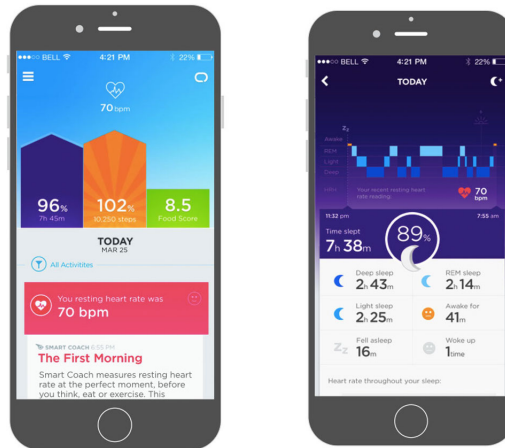 BELL 4:21 PM 22%
70 bpm
96% 102% 8.5
7h 45m 10,250 steps Food Score
TODAY
MAR 25
All Activitites
You resting heart rate was
70 bpm
SMART COACH 6:55 PM
The First Morning
Smart Coach measures resting heart
rate at the perfect moment, before
you think, eat or exercise. This
BELL 4:21 PM 22%
TODAY
Zz
Awake
REM
Light
Deep
Your recent resting heart
rate reading.
70
bpm
11:32 pm 7:55 am
Time slept
7h 38m
89%
Deep sleep REM sleep
2h 43m 2h 14m
Light sleep Awake for
2h 25m 41m
Fell asleep Woke up
Zz 16m 1time
Heart rate throughout your sleep: